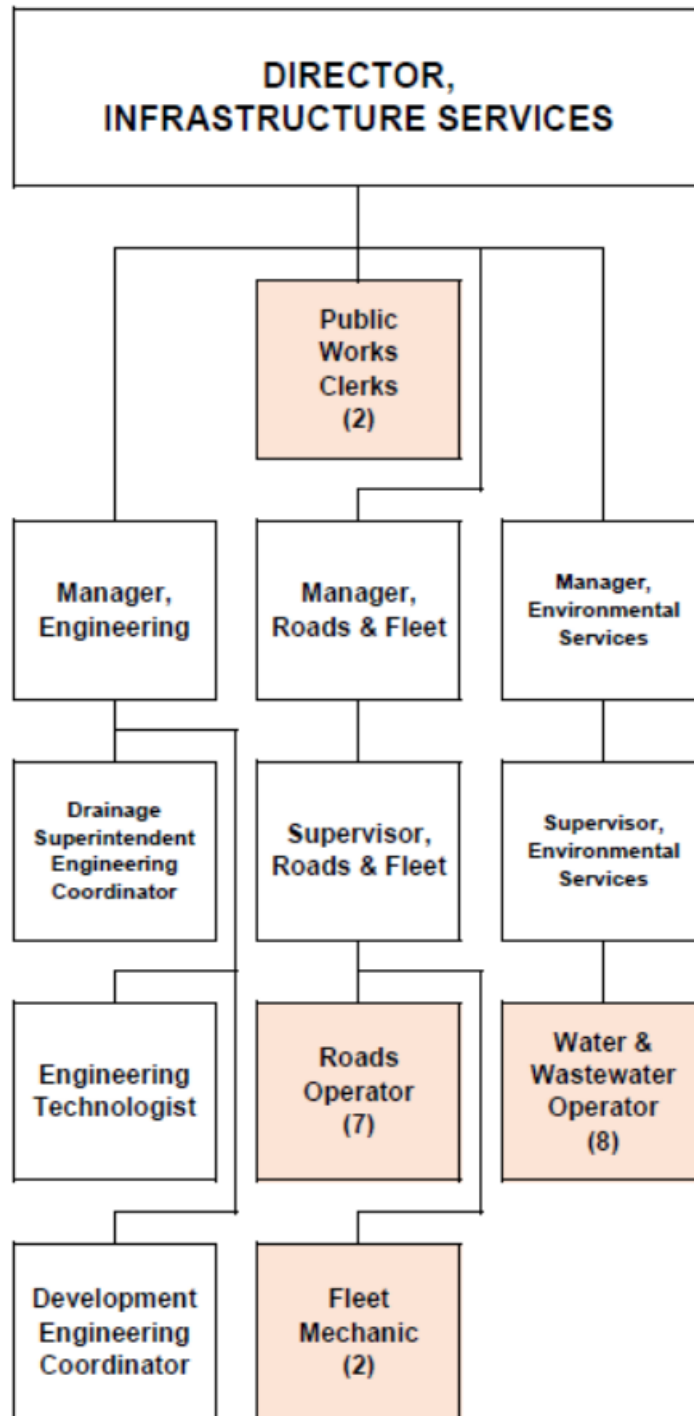 DIRECTOR,
INFRASTRUCTURE SERVICES
Public
Works
Clerks
(2)
Manager,
Engineering
Manager,
Roads & Fleet
Manager,
Environmental
Services
Drainage
Superintendent
Engineering
Coordinator
Supervisor,
Roads & Fleet
Supervisor,
Environmental
Services
Engineering
Technologist
Roads
Operator
(7)
Water &
Wastewater
Operator
(8)
Development
Engineering
Coordinator
Fleet
Mechanic
(2)